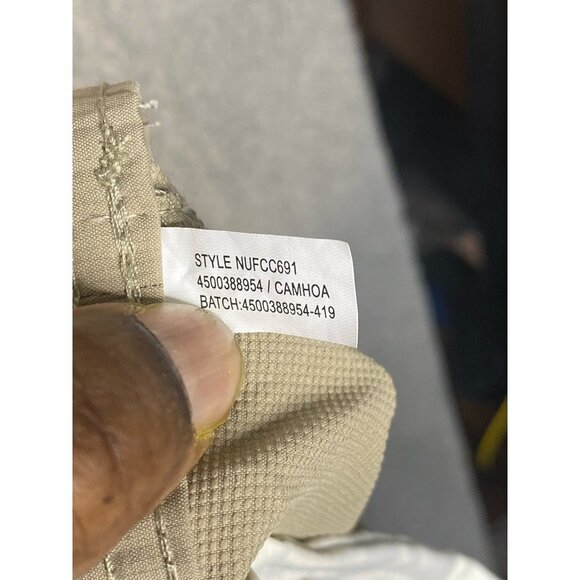 STYLE NUFCC691
4500388954 / CAMHOA
BATCH:4500388954-419